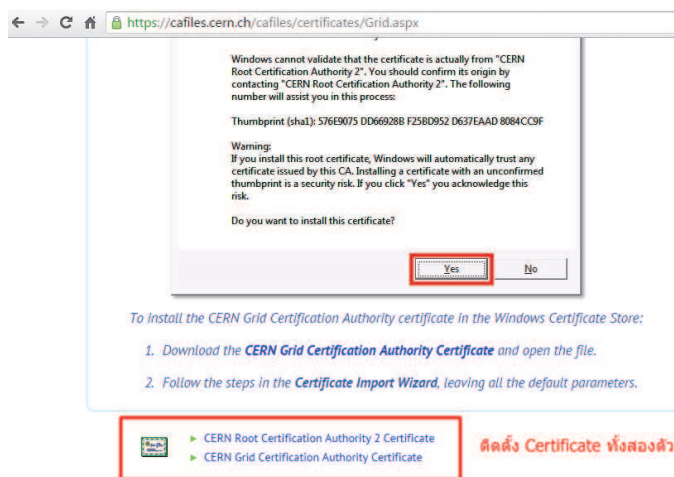 https://cafiles.cern.ch/cafiles/certificates/Grid.aspx
Windows cannot validate that the certificate is actually from "CERN
Root Certification Authority 2". You should confirm its origin by
contacting "CERN Root Certification Authority 2". The following
number will assist you in this process:
Thumbprint (sha1): 576E9075 DD66928B F25BD952 D637EAAD 8084CC9F
Warning:
If you install this root certificate, Windows will automatically trust any
certificate issued by this CA. Installing a certificate with an unconfirmed
thumbprint is a security risk. If you click "Yes" you acknowledge this
risk.
Do you want to install this certificate?
Yes No
To install the CERN Grid Certification Authority certificate in the Windows Certificate Store:
1. Download the CERN Grid Certification Authority Certificate and open the file.
2. Follow the steps in the Certificate Import Wizard, leaving all the default parameters.
CERN Root Certification Authority 2 Certificate
CERN Grid Certification Authority Certificate
ติดตั้ง Certificate ทั้งสองตัว